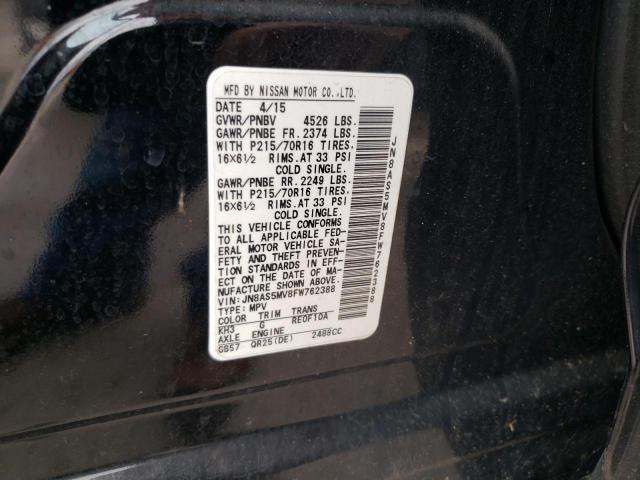 MFD BY NISSAN MOTOR CO.,LTD.
DATE 4/15
GVWR/PNBV 4526 LBS.
GAWR/PNBE FR. 2374 LBS.
WITH P215/70R16 TIRES.
16X6½ RIMS. AT 33 PSI
COLD SINGLE.
GAWR/PNBE RR. 2249 LBS.
WITH P215/70R16 TIRES.
16X6½ RIMS. AT 33 PSI
COLD SINGLE.
THIS VEHICLE CONFORMS
TO ALL APPLICABLE FED-
ERAL MOTOR VEHICLE SA-
FETY AND THEFT PREVEN-
TION STANDARDS IN EFF-
ECT ON THE DATE OF MA-
NUFACTURE SHOWN ABOVE.
VIN: JN8AS5MV8FW762388
TYPE: MPV
COLOR TRIM TRANS
KH3 G RE0F10A
AXLE ENGINE
GB57 QR25(DE) 2488CC
JN8AS5MV8FW762388